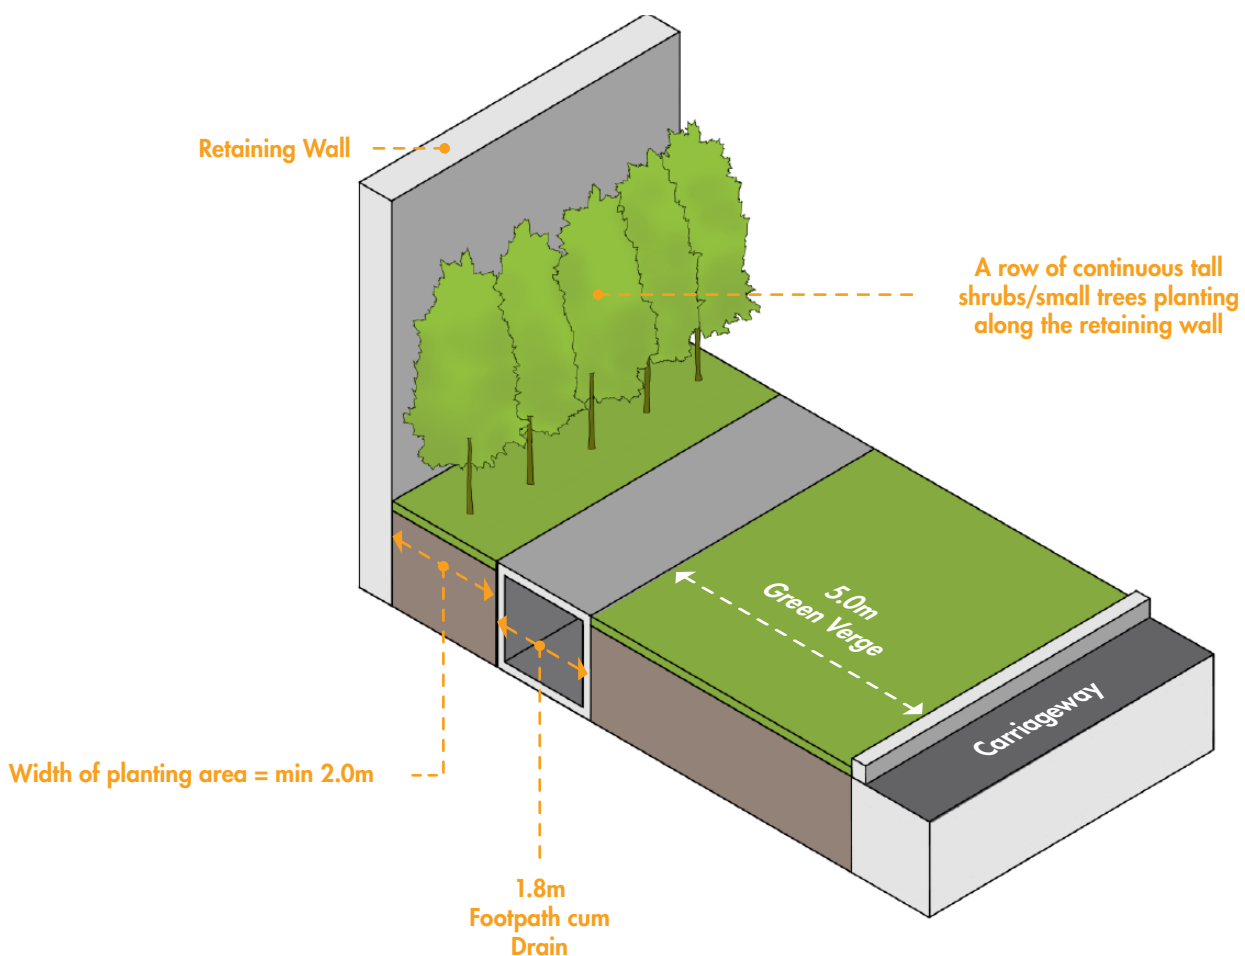 Retaining Wall
A row of continuous tall
shrubs/small trees planting
along the retaining wall
5.0m
Green Verge
Carriageway
Width of planting area = min 2.0m
1.8m
Footpath cum
Drain